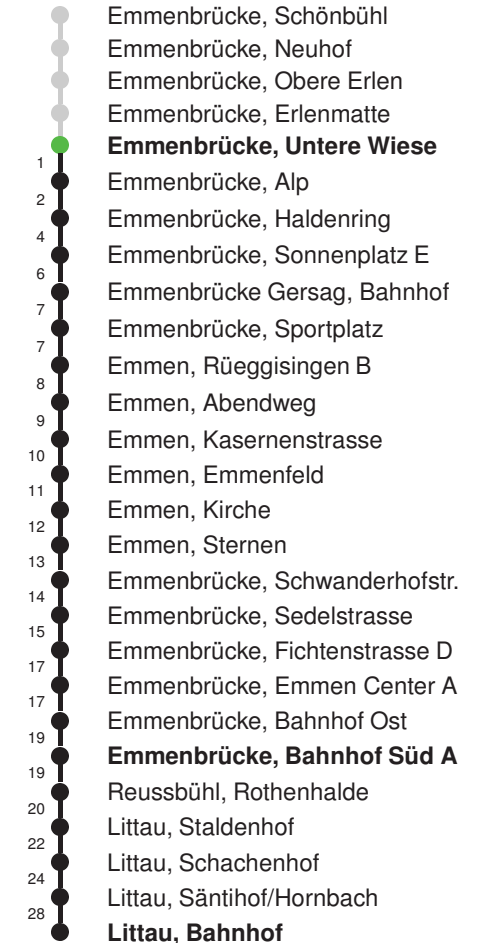 Emmenbrücke, Schönbühl
Emmenbrücke, Neuhof
Emmenbrücke, Obere Erlen
Emmenbrücke, Erlenmatte
Emmenbrücke, Untere Wiese
1
Emmenbrücke, Alp
2
Emmenbrücke, Haldenring
4
Emmenbrücke, Sonnenplatz E
6
Emmenbrücke Gersag, Bahnhof
7
Emmenbrücke, Sportplatz
7
Emmen, Rüeggisingen B
8
Emmen, Abendweg
9
Emmen, Kasernenstrasse
10
Emmen, Emmenfeld
11
Emmen, Kirche
12
Emmen, Sternen
13
Emmenbrücke, Schwanderhofstr.
14
Emmenbrücke, Sedelstrasse
15
Emmenbrücke, Fichtenstrasse D
17
Emmenbrücke, Emmen Center A
17
Emmenbrücke, Bahnhof Ost
19
Emmenbrücke, Bahnhof Süd A
19
Reussbühl, Rothenhalde
20
Littau, Staldenhof
22
Littau, Schachenhof
24
Littau, Säntihof/Hornbach
28
Littau, Bahnhof